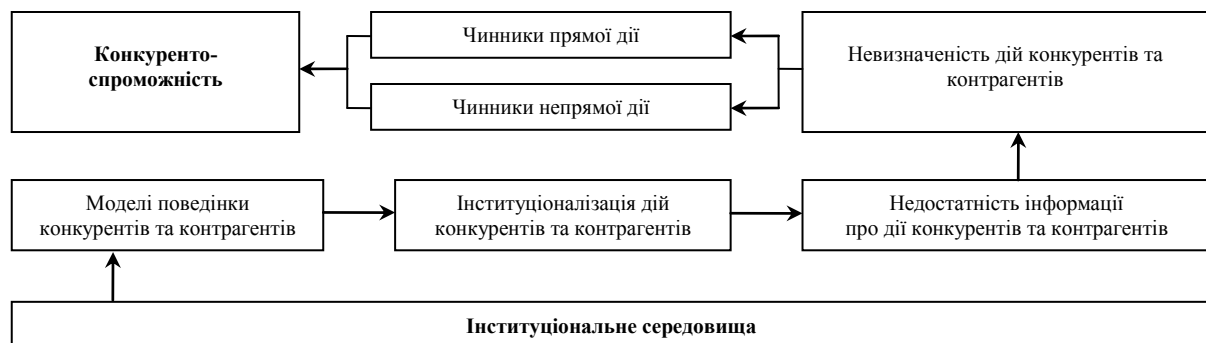 Конкуренто-
спроможність
Чинники прямої дії
Чинники непрямої дії
Невизначеність дій конкурентів та
контрагентів
Моделі поведінки
конкурентів та контрагентів
Інституціоналізація дій
конкурентів та контрагентів
Недостатність інформації
про дії конкурентів та контрагентів
Інституціональне середовища